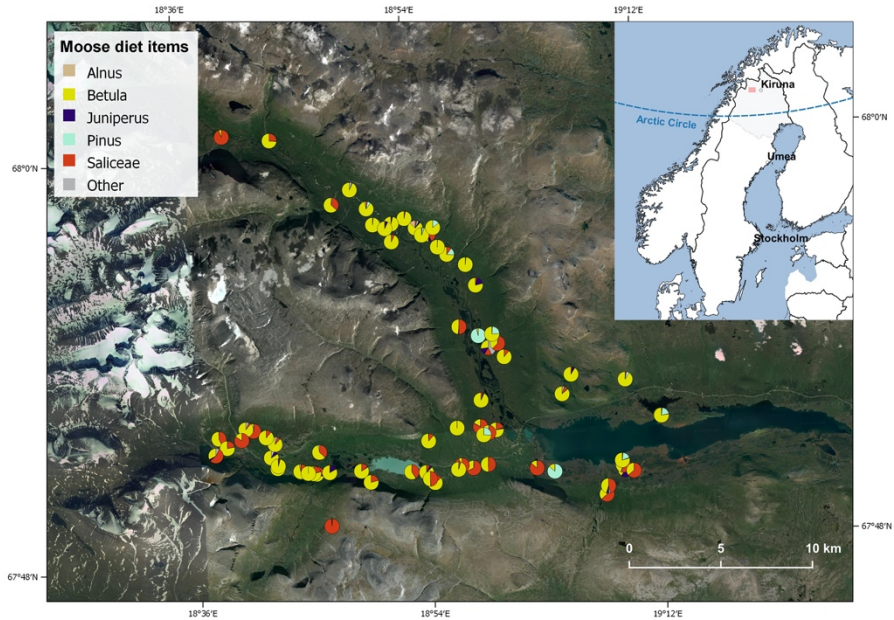 18°36'E 18°54'E 19°12'E
Moose diet items
Alnus
Betula
Juniperus
Pinus
Saliceae
Other
Kiruna
Arctic Circle
Umea
Stockholm
68°0'N
68°0'N
67°48'N
67°48'N
0 5 10 km
18°36'E 18°54'E 19°12'E